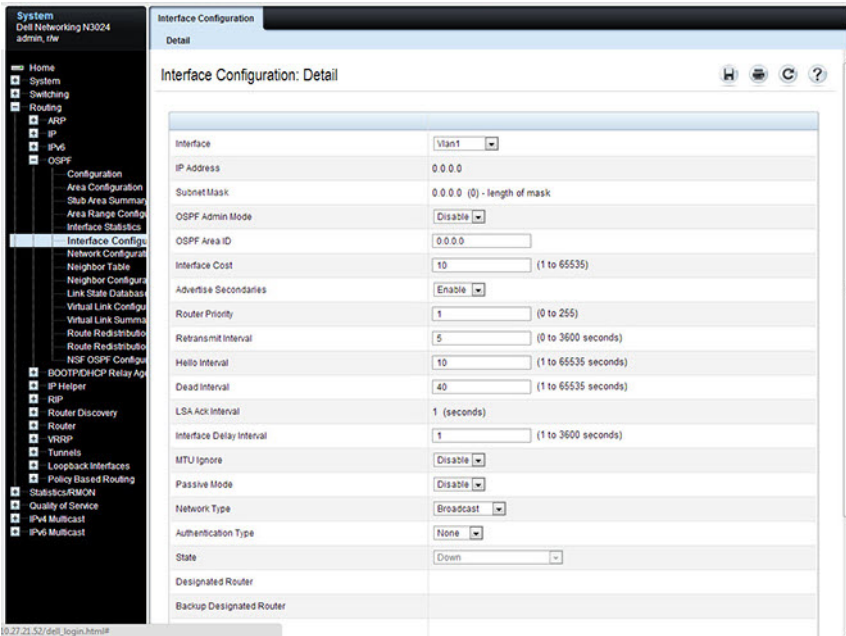 System
Dell Networking N3024
admin, r/w
Home
System
Switching
Routing
ARP
IP
IPv6
OSPF
Configuration
Area Configuration
Stub Area Summary
Area Range Configu
Interface Statistics
Interface Configu
Network Configurat
Neighbor Table
Neighbor Configura
Link State Database
Virtual Link Configu
Virtual Link Summa
Route Redistributio
Route Redistributio
NSF OSPF Configu
BOOTP/DHCP Relay Age
IP Helper
RIP
Router Discovery
Router
VRRP
Tunnels
Loopback Interfaces
Policy Based Routing
Statistics/RMON
Quality of Service
IPv4 Multicast
IPv6 Multicast
10.27.21.52/dell_login.html#
Interface Configuration
Detail
Interface Configuration: Detail
Interface Vlan1
IP Address 0.0.0.0
Subnet Mask 0.0.0.0 (0) - length of mask
OSPF Admin Mode Disable
OSPF Area ID 0.0.0.0
Interface Cost 10 (1 to 65535)
Advertise Secondaries Enable
Router Priority 1 (0 to 255)
Retransmit Interval 5 (0 to 3600 seconds)
Hello Interval 10 (1 to 65535 seconds)
Dead Interval 40 (1 to 65535 seconds)
LSA Ack Interval 1 (seconds)
Interface Delay Interval 1 (1 to 3600 seconds)
MTU Ignore Disable
Passive Mode Disable
Network Type Broadcast
Authentication Type None
State Down
Designated Router
Backup Designated Router